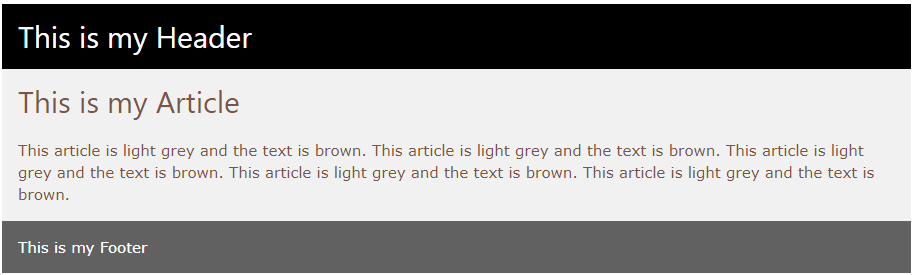 This is my Header
This is my Article
This article is light grey and the text is brown. This article is light grey and the text is brown. This article is light
grey and the text is brown. This article is light grey and the text is brown. This article is light grey and the text is
brown.
This is my Footer